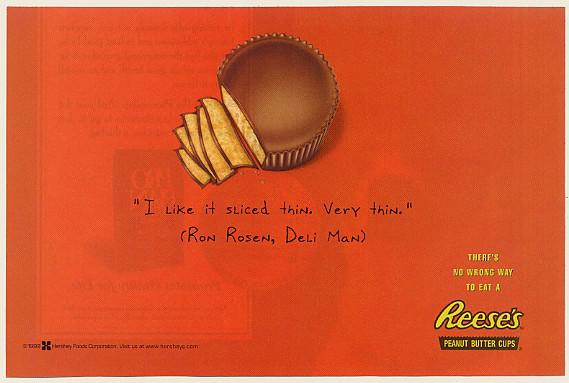 "I Like it sliced thin. Very thin."
(Ron Rosen, Deli Man)
THERE'S
NO WRONG WAY
TO EAT A
Reese's
PEANUT BUTTER CUPS
Hershey Foods Corporation. Visit us at www.hersheys.com